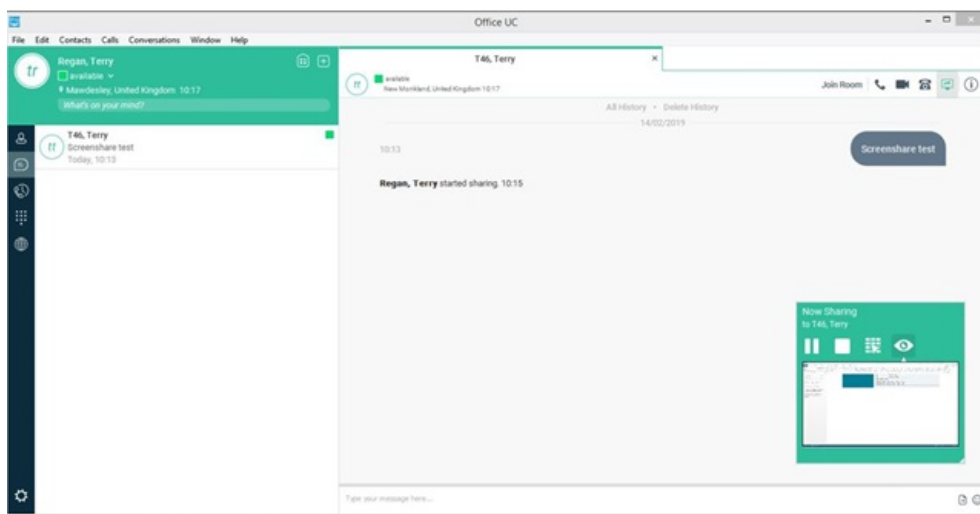 Office UC
File Edit Contacts Calls Conversations Window Help
tr
Regan, Terry
available
Mawdesley, United Kingdom 10:17
What's on your mind?
tt
T46, Terry
Screenshare test
Today, 10:13
T46, Terry
tt
available
New Monkland, United Kingdom 10:17
Join Room
All History • Delete History
14/02/2019
10:13
Screenshare test
Regan, Terry started sharing. 10:15
Now Sharing
to T46, Terry
Type your message here...